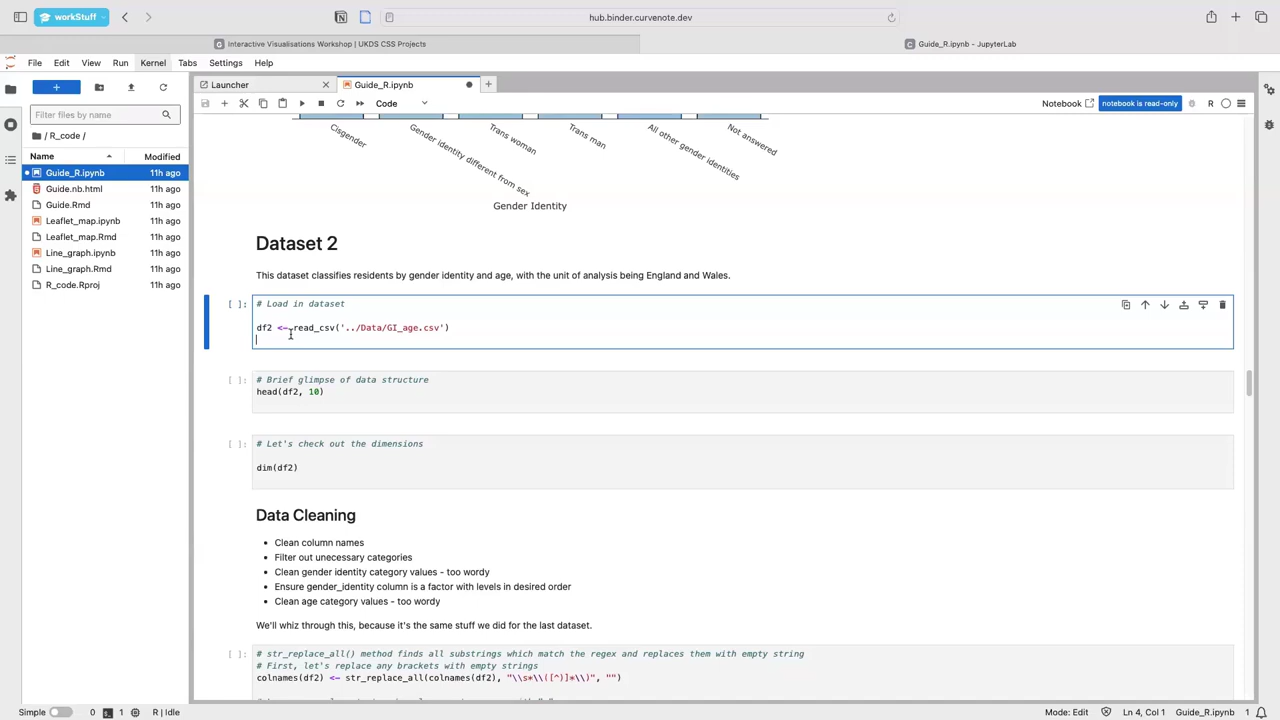 workStuff
hub.binder.curvenote.dev
Interactive Visualisations Workshop | UKDS CSS Projects
Guide_R.ipynb - JupyterLab
File Edit View Run Kernel Tabs Settings Help
Launcher
Guide_R.ipynb
Code
Notebook
notebook is read-only
R
Filter files by name
/ R_code /
Name Modified
Guide_R.ipynb 11h ago
Guide.nb.html 11h ago
Guide.Rmd 11h ago
Leaflet_map.ipynb 11h ago
Leaflet_map.Rmd 11h ago
Line_graph.ipynb 11h ago
Line_graph.Rmd 11h ago
R_code.Rproj 11h ago
Cisgender
Gender identity different from sex
Trans woman
Trans man
All other gender identities
Not answered
Gender Identity
Dataset 2
This dataset classifies residents by gender identity and age, with the unit of analysis being England and Wales.
[ ]:
# Load in dataset
df2 <- read_csv('../Data/GI_age.csv')
[ ]:
# Brief glimpse of data structure
head(df2, 10)
[ ]:
# Let's check out the dimensions
dim(df2)
Data Cleaning
• Clean column names
• Filter out unecessary categories
• Clean gender identity category values - too wordy
• Ensure gender_identity column is a factor with levels in desired order
• Clean age category values - too wordy
We'll whiz through this, because it's the same stuff we did for the last dataset.
[ ]:
# str_replace_all() method finds all substrings which match the regex and replaces them with empty string
# First, let's replace any brackets with empty strings
colnames(df2) <- str_replace_all(colnames(df2), "\\s*\\([^)]*\\)", "")
Simple 0 1 R | Idle
Mode: Edit Ln 4, Col 1 Guide_R.ipynb 1